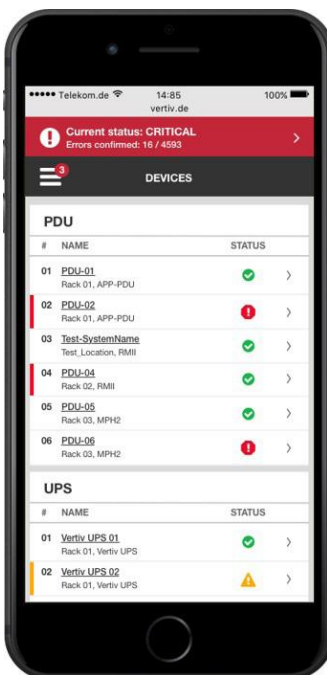 Telekom.de 14:85 100%
vertiv.de
Current status: CRITICAL
Errors confirmed: 16 / 4593
3
DEVICES
PDU
# NAME STATUS
01 PDU-01
Rack 01, APP-PDU
02 PDU-02
Rack 01, APP-PDU
03 Test-SystemName
Test_Location, RMII
04 PDU-04
Rack 02, RMII
05 PDU-05
Rack 03, MPH2
06 PDU-06
Rack 03, MPH2
UPS
# NAME STATUS
01 Vertiv UPS 01
Rack 01, Vertiv UPS
02 Vertiv UPS 02
Rack 01, Vertiv UPS